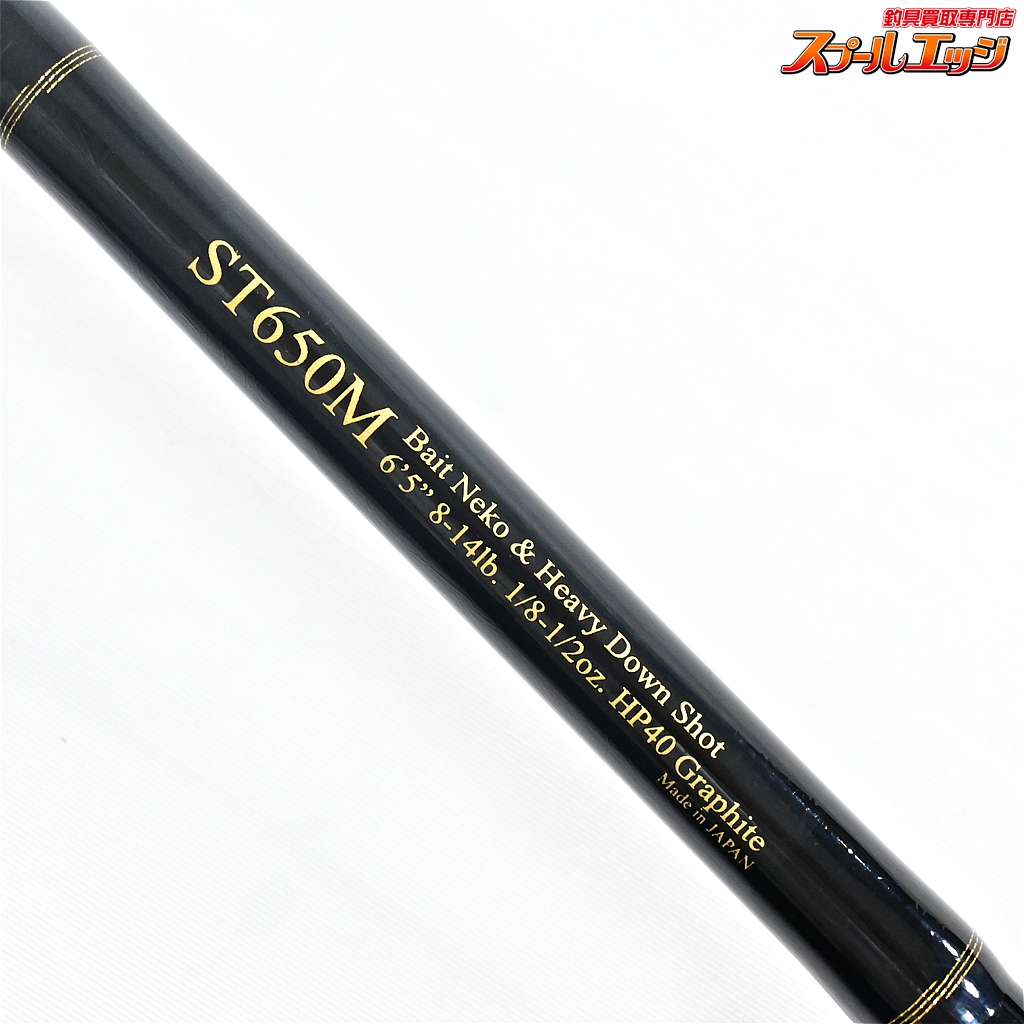 釣具買取専門店
スプールエッジ
ST650M
Bait Neko & Heavy Down Shot
6'5" 8-14lb. 1/8-1/2oz. HP40 Graphite
Made in JAPAN